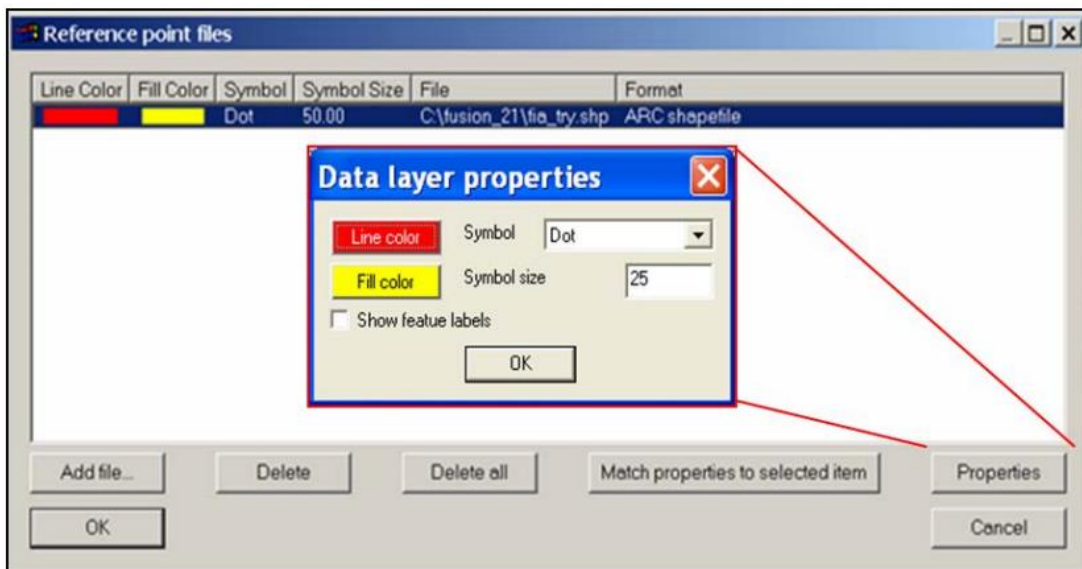 Reference point files
Line Color Fill Color Symbol Symbol Size File Format
Dot 50.00 C:\fusion_21\fia_try.shp ARC shapefile
Data layer properties
Line color Symbol Dot
Fill color Symbol size 25
Show featue labels
OK
Add file... Delete Delete all Match properties to selected item Properties
OK Cancel